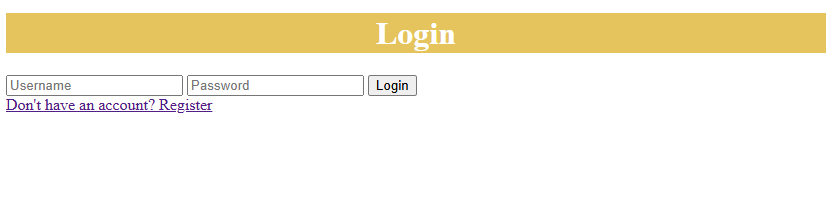 Login
Username Password Login
Don't have an account? Register